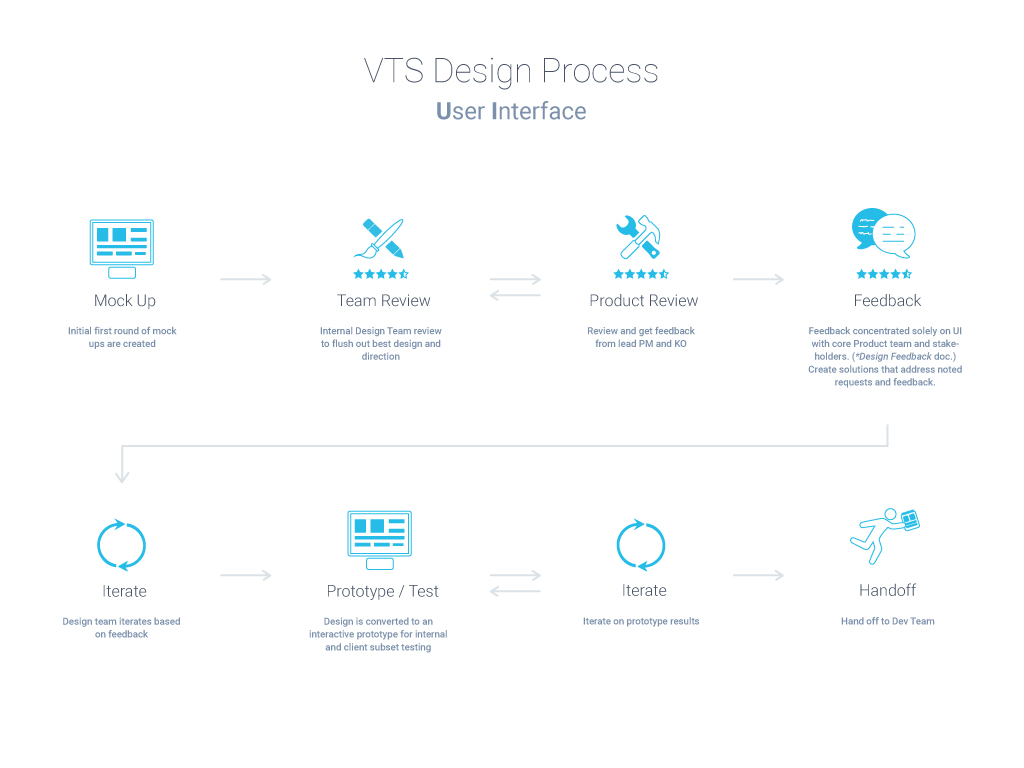 VTS Design Process
User Interface
Mock Up
Initial first round of mock
ups are created
Team Review
Internal Design Team review
to flush out best design and
direction
Product Review
Review and get feedback
from lead PM and KO
Feedback
Feedback concentrated solely on UI
with core Product team and stake-
holders. (*Design Feedback doc.)
Create solutions that address noted
requests and feedback.
Iterate
Design team iterates based
on feedback
Prototype / Test
Design is converted to an
interactive prototype for internal
and client subset testing
Iterate
Iterate on prototype results
Handoff
Hand off to Dev Team